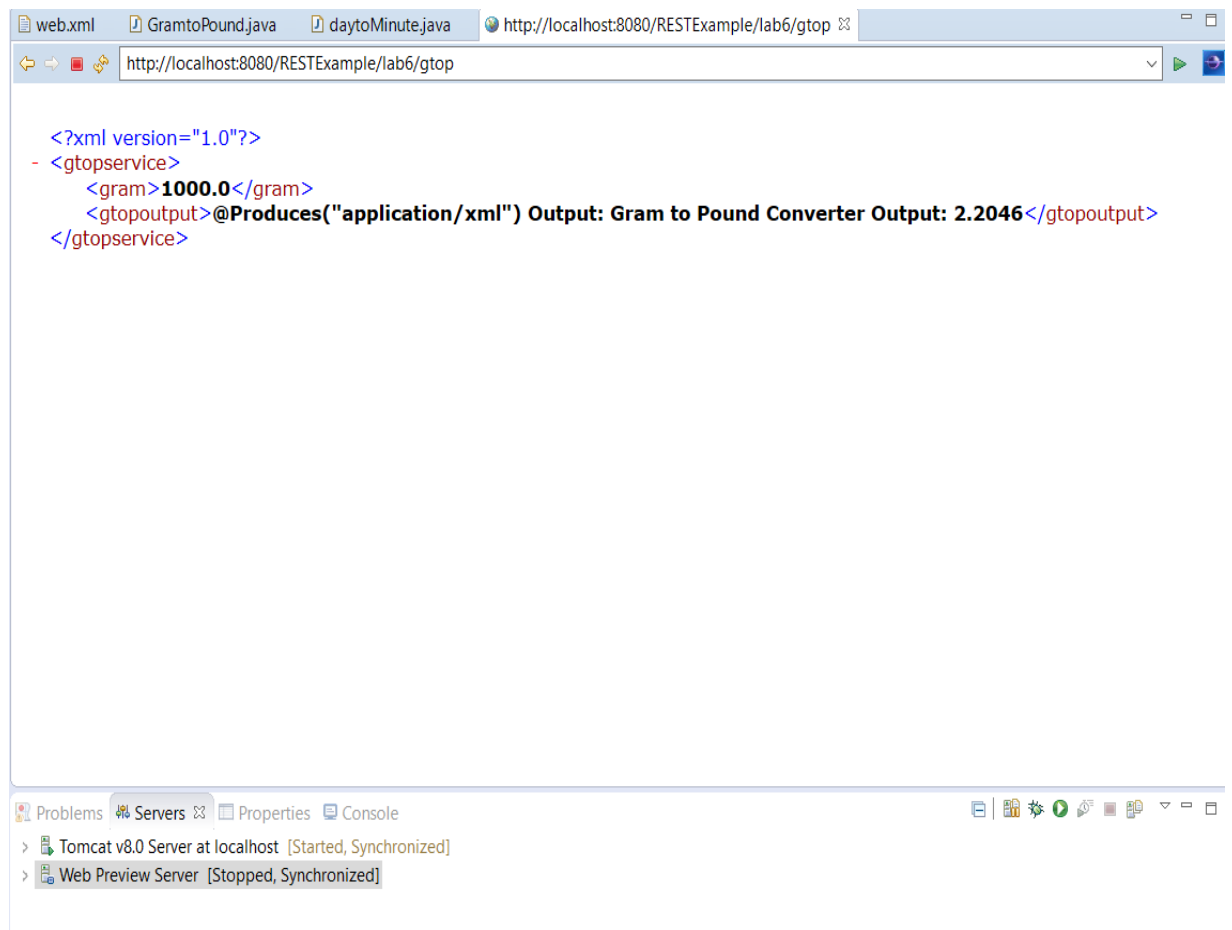 web.xml GramtoPound.java daytoMinute.java http://localhost:8080/RESTExample/lab6/gtop
http://localhost:8080/RESTExample/lab6/gtop
<?xml version="1.0"?>
- <gtopservice>
<gram>1000.0</gram>
<gtopoutput>@Produces("application/xml") Output: Gram to Pound Converter Output: 2.2046</gtopoutput>
</gtopservice>
Problems Servers Properties Console
Tomcat v8.0 Server at localhost [Started, Synchronized]
Web Preview Server [Stopped, Synchronized]